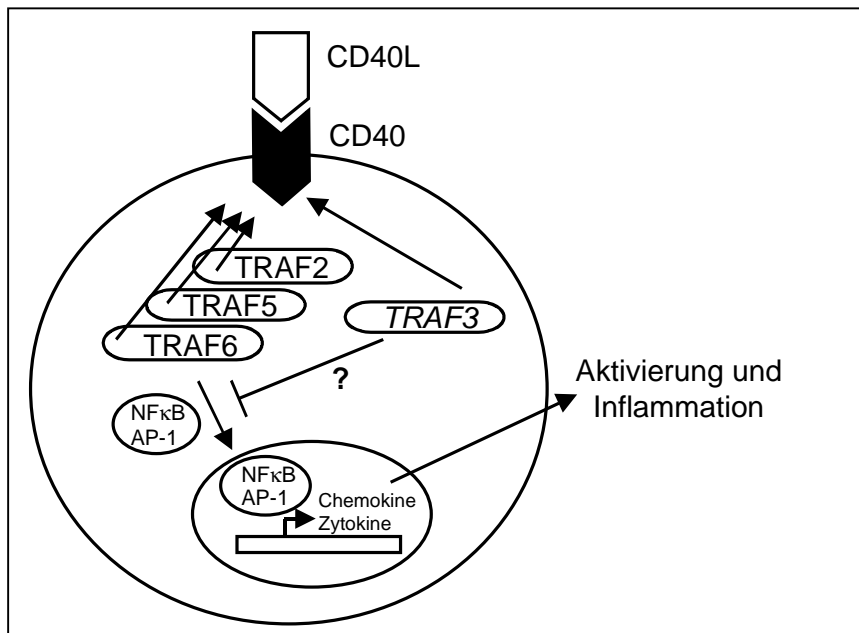 CD40L
CD40
TRAF2
TRAF5
TRAF6
TRAF3
?
Aktivierung und
Inflammation
NFκB
AP-1
NFκB
AP-1
Chemokine
Zytokine